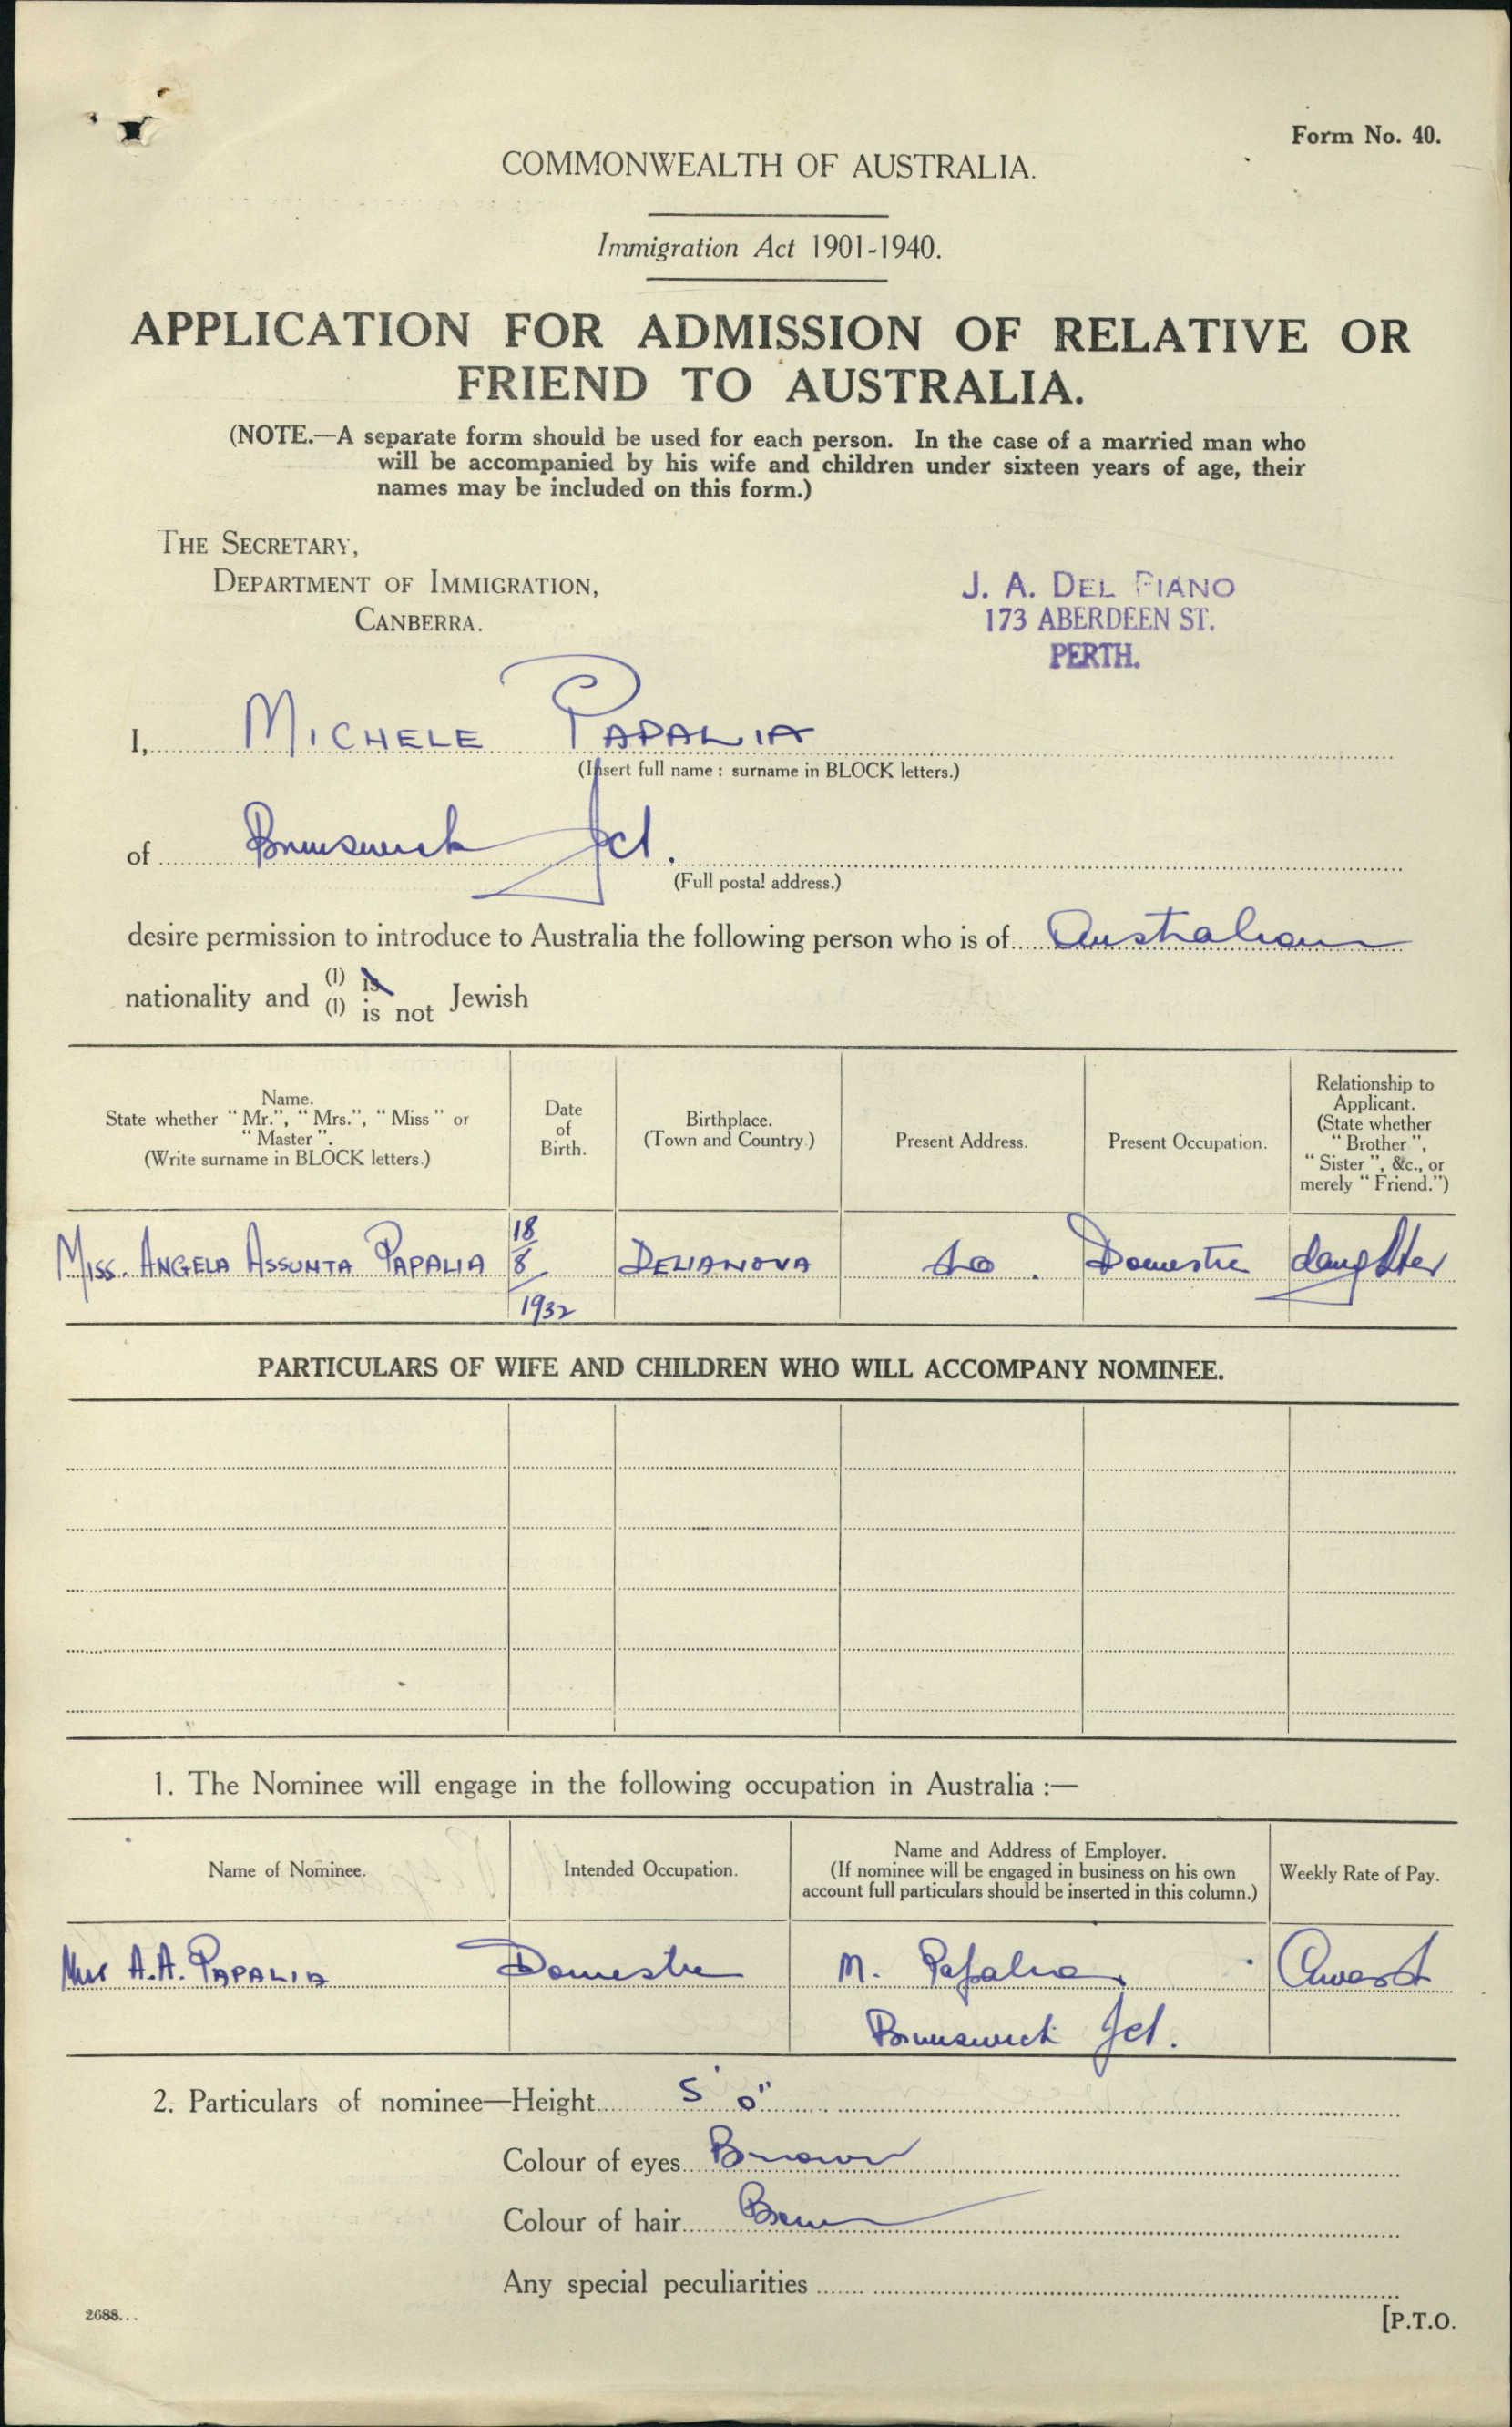 Form No. 40.
COMMONWEALTH OF AUSTRALIA.
Immigration Act 1901-1940.
APPLICATION FOR ADMISSION OF RELATIVE OR
FRIEND TO AUSTRALIA.
(NOTE.—A separate form should be used for each person. In the case of a married man who
will be accompanied by his wife and children under sixteen years of age, their
names may be included on this form.)
THE SECRETARY,
DEPARTMENT OF IMMIGRATION,
CANBERRA.
J. A. DEL PIANO
173 ABERDEEN ST.
PERTH.
I, MICHELE PAPALIA
(Insert full name : surname in BLOCK letters.)
of Brunswick Jct.
(Full postal address.)
desire permission to introduce to Australia the following person who is of Australian
nationality and (1) is
(1) is not Jewish
Name.
State whether "Mr.", "Mrs.", "Miss" or
"Master".
(Write surname in BLOCK letters.)
Date
of
Birth.
Birthplace.
(Town and Country.)
Present Address.
Present Occupation.
Relationship to
Applicant.
(State whether
"Brother",
"Sister", &c., or
merely "Friend.")
MISS. ANGELA ASSUNTA PAPALIA 18/8/1932 DELIANOVA do. Domestic daughter
PARTICULARS OF WIFE AND CHILDREN WHO WILL ACCOMPANY NOMINEE.
1. The Nominee will engage in the following occupation in Australia :—
Name of Nominee.
Intended Occupation.
Name and Address of Employer.
(If nominee will be engaged in business on his own
account full particulars should be inserted in this column.)
Weekly Rate of Pay.
Miss A.A. PAPALIA Domestic M. Papalia Award
Brunswick Jct.
2. Particulars of nominee—Height 5' 0"
Colour of eyes Brown
Colour of hair Brown
Any special peculiarities
2688...
[P.T.O.